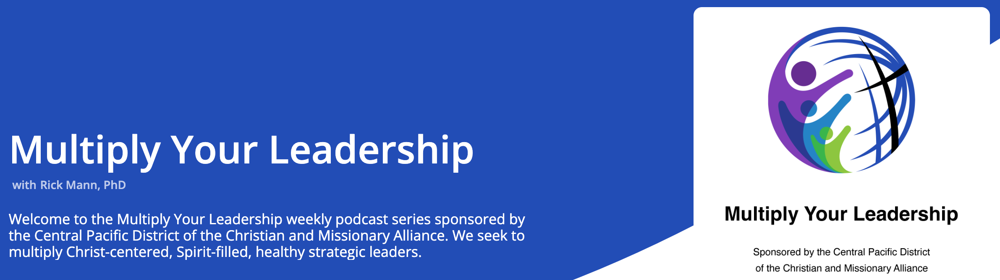 Multiply Your Leadership
with Rick Mann, PhD
Welcome to the Multiply Your Leadership weekly podcast series sponsored by
the Central Pacific District of the Christian and Missionary Alliance. We seek to
multiply Christ-centered, Spirit-filled, healthy strategic leaders.
Multiply Your Leadership
Sponsored by the Central Pacific District
of the Christian and Missionary Alliance